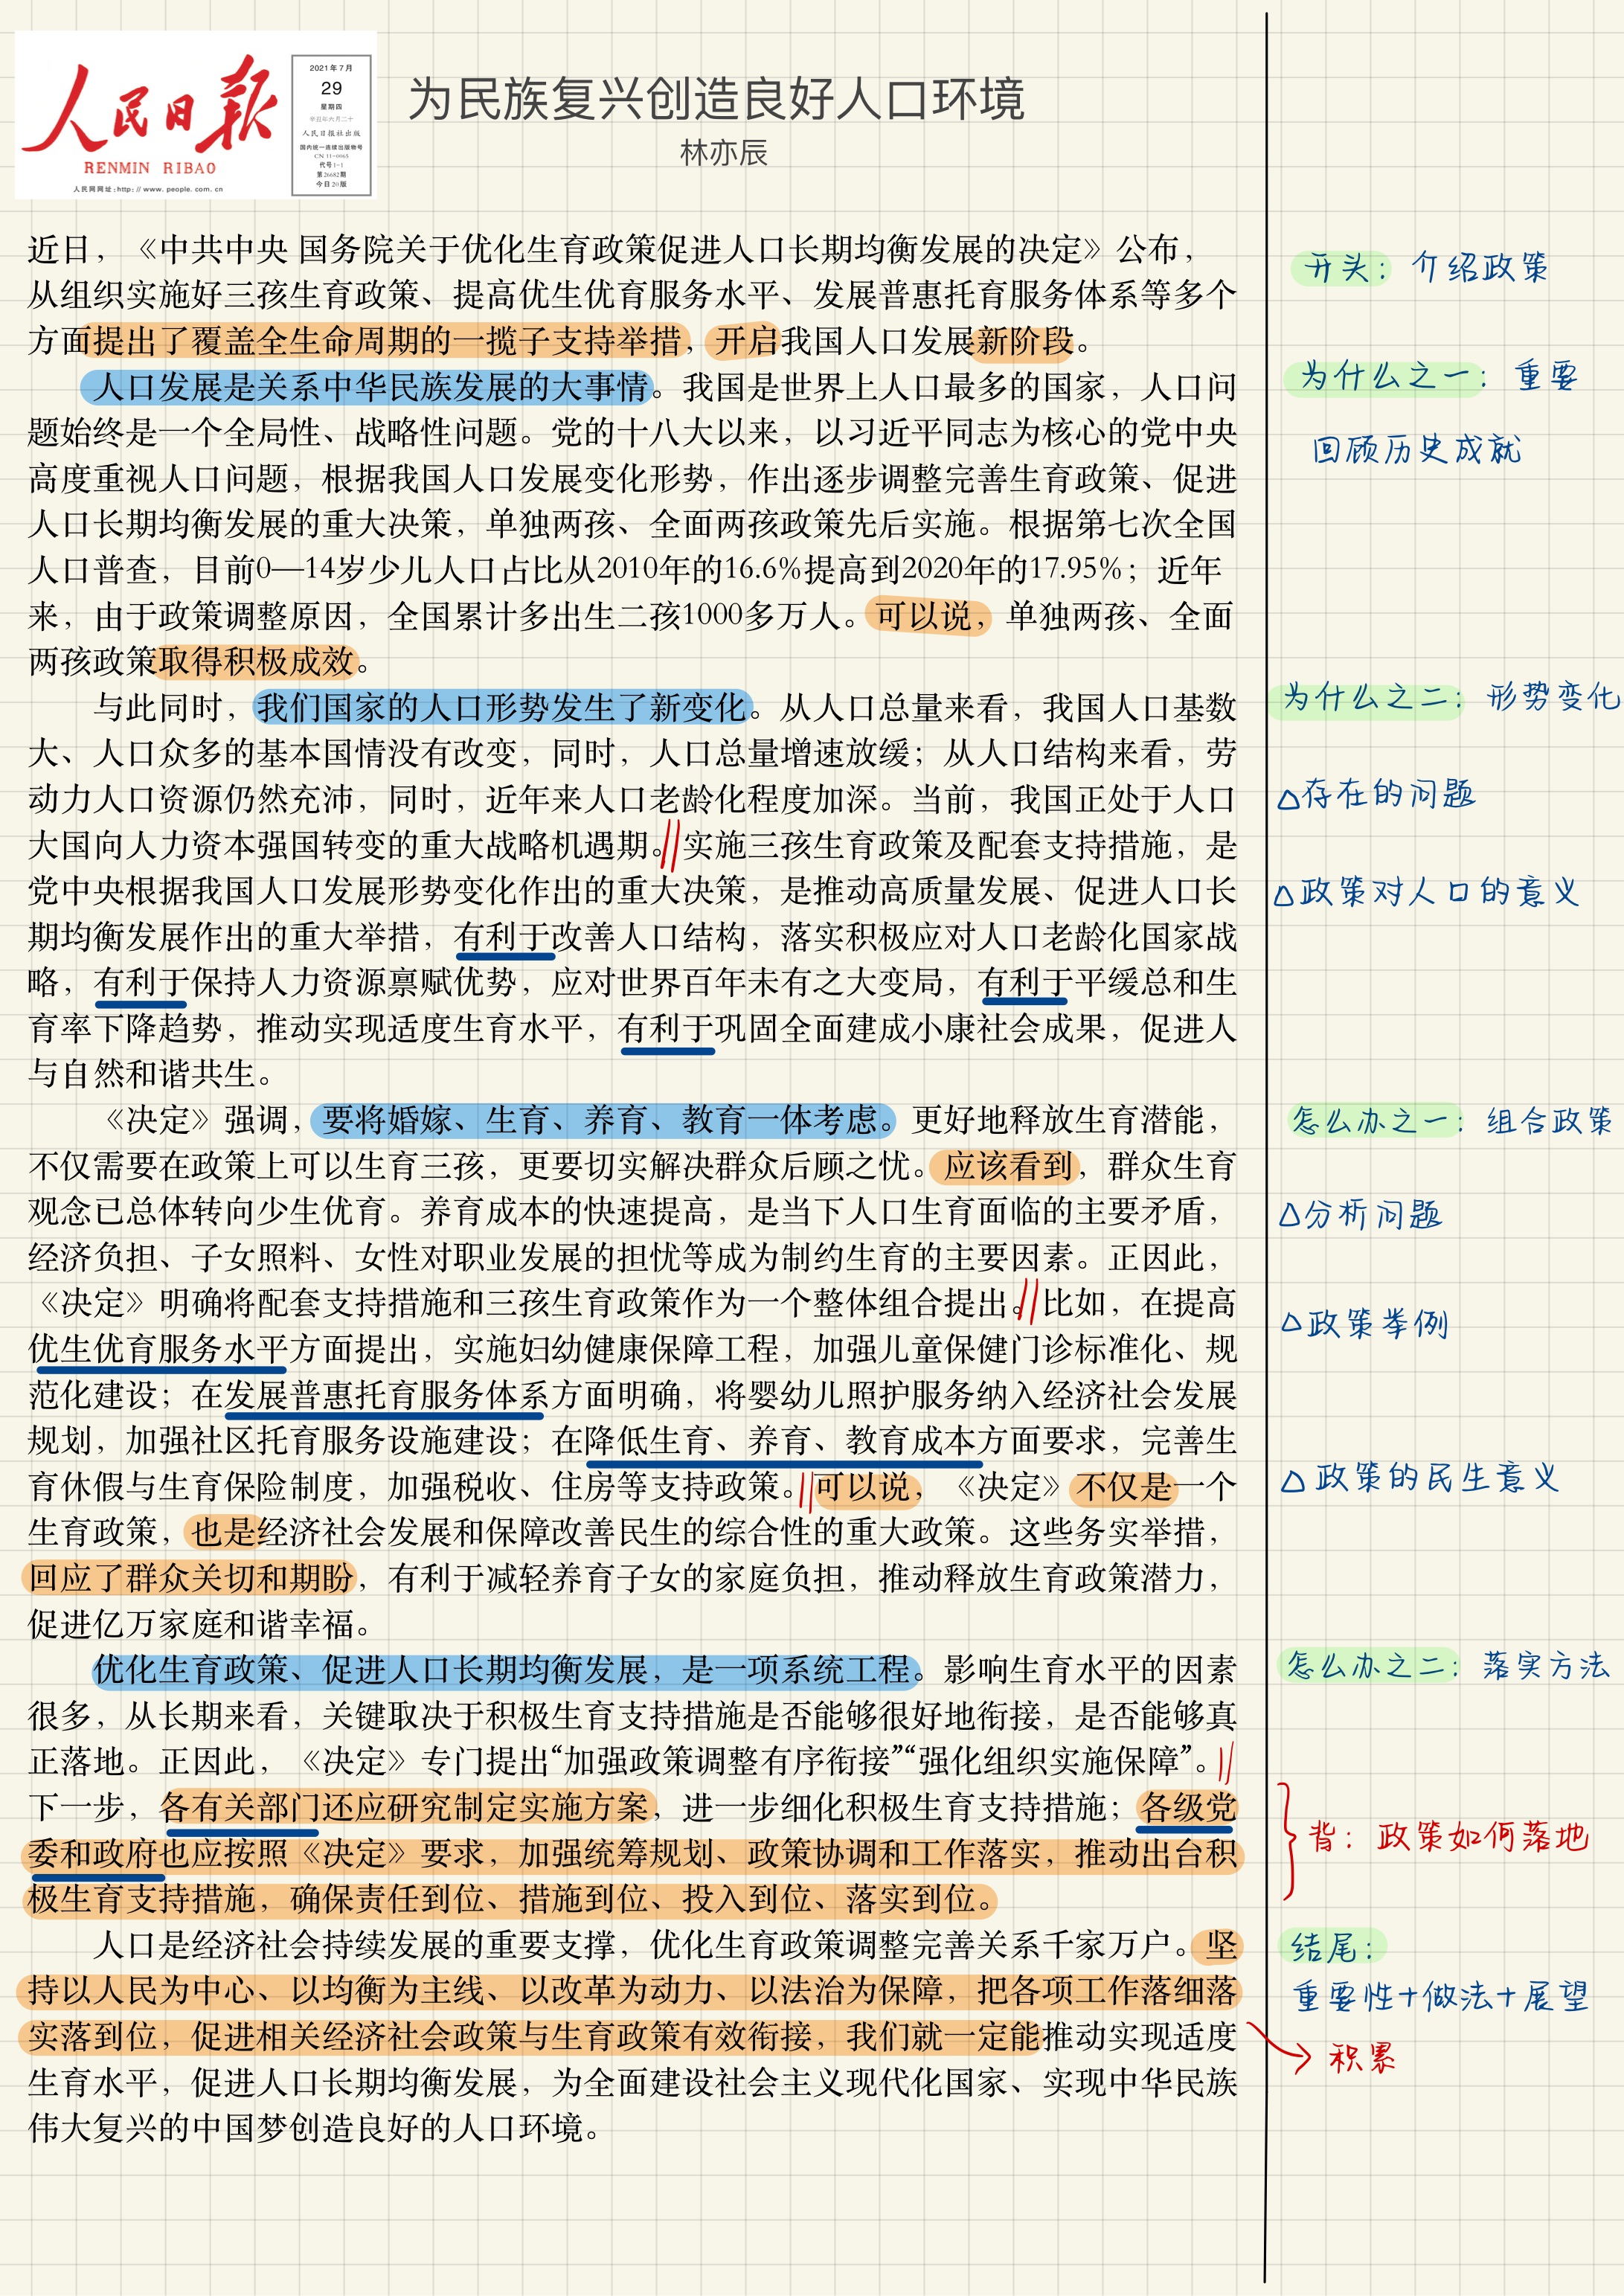 人民日报
RENMIN RIBAO
人民网网址:http://www.people.com.cn
2021年7月
29
星期四
辛丑年六月二十
人民日报社出版
国内统一连续出版物号
CN 11-0065
代号1-1
第26682期
今日20版
为民族复兴创造良好人口环境
林亦辰
近日，《中共中央 国务院关于优化生育政策促进人口长期均衡发展的决定》公布，
从组织实施好三孩生育政策、提高优生优育服务水平、发展普惠托育服务体系等多个
方面提出了覆盖全生命周期的一揽子支持举措，开启我国人口发展新阶段。
人口发展是关系中华民族发展的大事情。我国是世界上人口最多的国家，人口问
题始终是一个全局性、战略性问题。党的十八大以来，以习近平同志为核心的党中央
高度重视人口问题，根据我国人口发展变化形势，作出逐步调整完善生育政策、促进
人口长期均衡发展的重大决策，单独两孩、全面两孩政策先后实施。根据第七次全国
人口普查，目前0—14岁少儿人口占比从2010年的16.6%提高到2020年的17.95%；近年
来，由于政策调整原因，全国累计多出生二孩1000多万人。可以说，单独两孩、全面
两孩政策取得积极成效。
与此同时，我们国家的人口形势发生了新变化。从人口总量来看，我国人口基数
大、人口众多的基本国情没有改变，同时，人口总量增速放缓；从人口结构来看，劳
动力人口资源仍然充沛，同时，近年来人口老龄化程度加深。当前，我国正处于人口
大国向人力资本强国转变的重大战略机遇期。实施三孩生育政策及配套支持措施，是
党中央根据我国人口发展形势变化作出的重大决策，是推动高质量发展、促进人口长
期均衡发展作出的重大举措，有利于改善人口结构，落实积极应对人口老龄化国家战
略，有利于保持人力资源禀赋优势，应对世界百年未有之大变局，有利于平缓总和生
育率下降趋势，推动实现适度生育水平，有利于巩固全面建成小康社会成果，促进人
与自然和谐共生。
《决定》强调，要将婚嫁、生育、养育、教育一体考虑。更好地释放生育潜能，
不仅需要在政策上可以生育三孩，更要切实解决群众后顾之忧。应该看到，群众生育
观念已总体转向少生优育。养育成本的快速提高，是当下人口生育面临的主要矛盾，
经济负担、子女照料、女性对职业发展的担忧等成为制约生育的主要因素。正因此，
《决定》明确将配套支持措施和三孩生育政策作为一个整体组合提出。比如，在提高
优生优育服务水平方面提出，实施妇幼健康保障工程，加强儿童保健门诊标准化、规
范化建设；在发展普惠托育服务体系方面明确，将婴幼儿照护服务纳入经济社会发展
规划，加强社区托育服务设施建设；在降低生育、养育、教育成本方面要求，完善生
育休假与生育保险制度，加强税收、住房等支持政策。可以说，《决定》不仅是一个
生育政策，也是经济社会发展和保障改善民生的综合性的重大政策。这些务实举措，
回应了群众关切和期盼，有利于减轻养育子女的家庭负担，推动释放生育政策潜力，
促进亿万家庭和谐幸福。
优化生育政策、促进人口长期均衡发展，是一项系统工程。影响生育水平的因素
很多，从长期来看，关键取决于积极生育支持措施是否能够很好地衔接，是否能够真
正落地。正因此，《决定》专门提出“加强政策调整有序衔接”“强化组织实施保障”。
下一步，各有关部门还应研究制定实施方案，进一步细化积极生育支持措施；各级党
委和政府也应按照《决定》要求，加强统筹规划、政策协调和工作落实，推动出台积
极生育支持措施，确保责任到位、措施到位、投入到位、落实到位。
人口是经济社会持续发展的重要支撑，优化生育政策调整完善关系千家万户。坚
持以人民为中心、以均衡为主线、以改革为动力、以法治为保障，把各项工作落细落
实落到位，促进相关经济社会政策与生育政策有效衔接，我们就一定能推动实现适度
生育水平，促进人口长期均衡发展，为全面建设社会主义现代化国家、实现中华民族
伟大复兴的中国梦创造良好的人口环境。
开头：介绍政策
为什么之一：重要
回顾历史成就
为什么之二：形势变化
△存在的问题
△政策对人口的意义
怎么办之一：组合政策
△分析问题
△政策举例
△政策的民生意义
怎么办之二：落实方法
背：政策如何落地
结尾：
重要性+做法+展望
积累